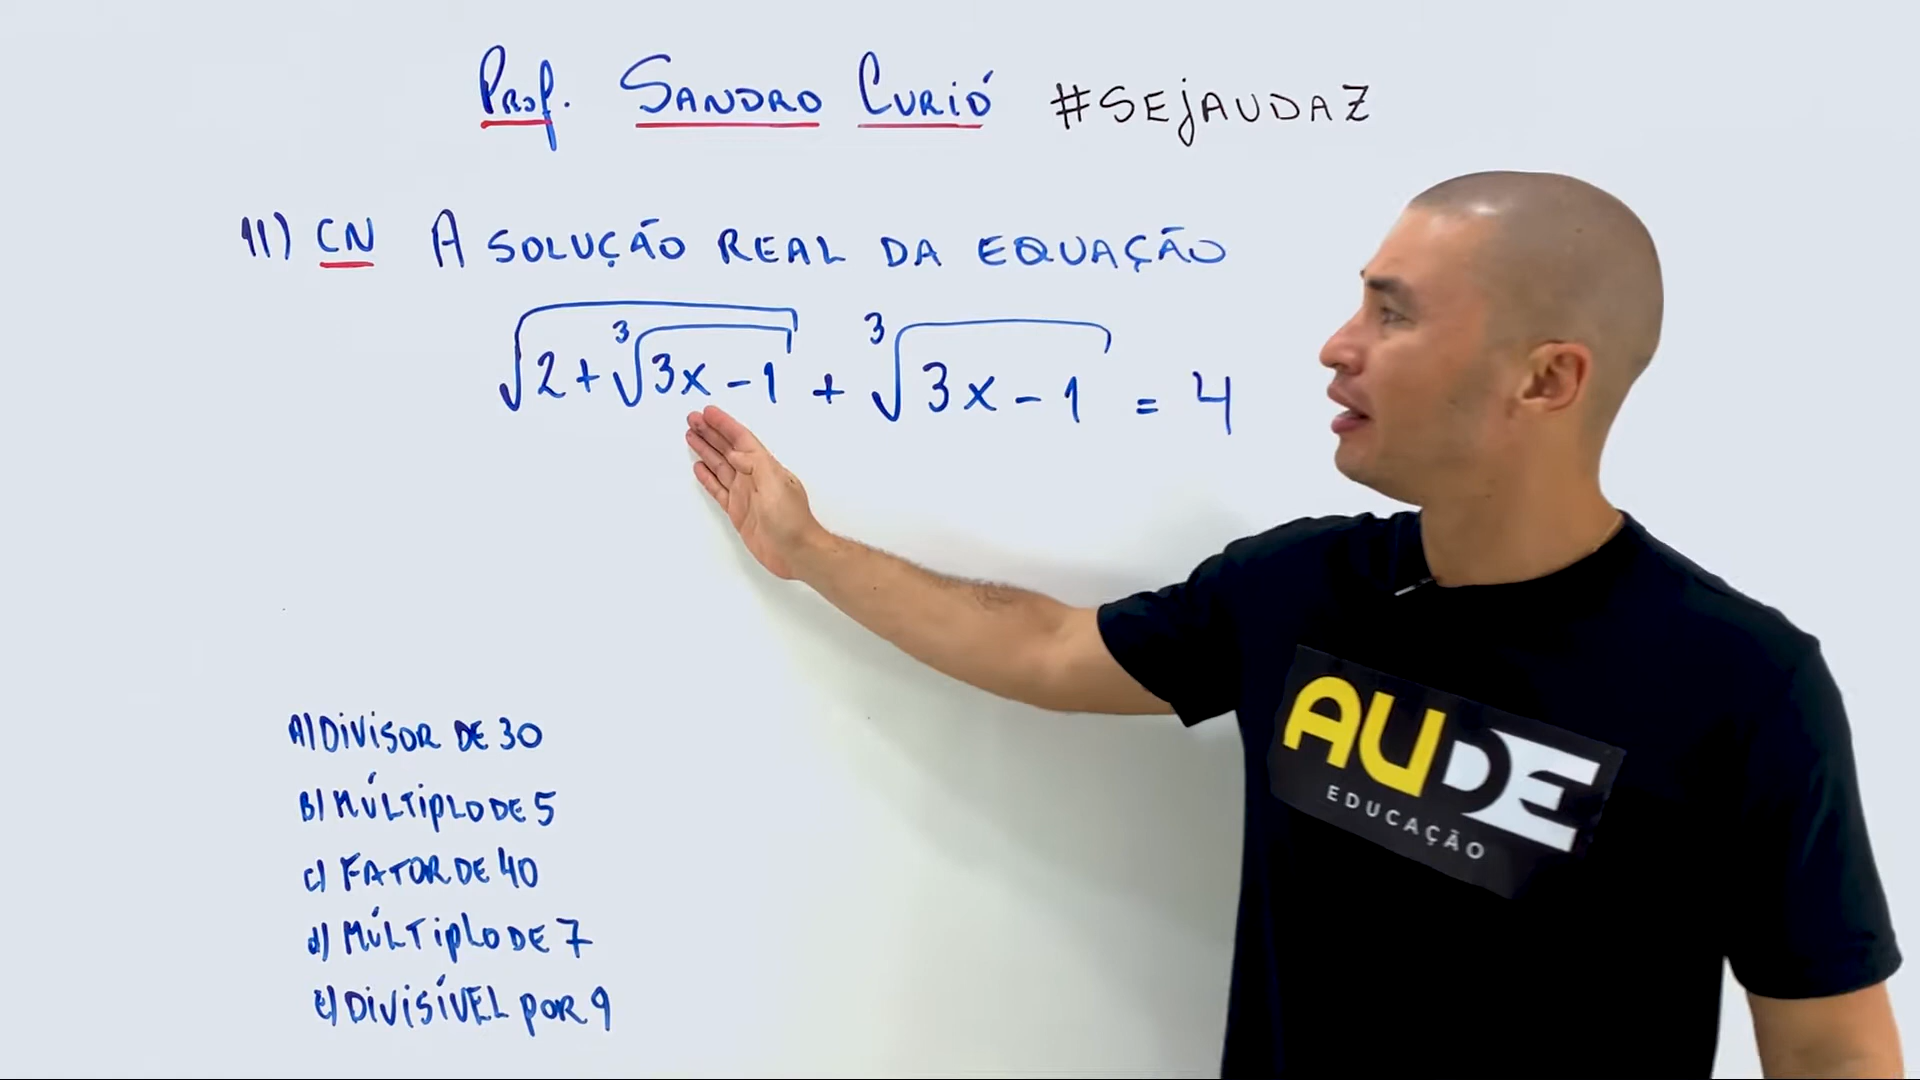 Prof. Sandro Curió #SEjAUDAZ
11) CN A SOLUÇÃO REAL DA EQUAÇÃO
√(2 + ∛(3x - 1)) + ∛(3x - 1) = 4
A) DIVISOR DE 30
B) MÚLTIPLO DE 5
C) FATOR DE 40
d) MÚLTIPLO DE 7
E) DIVISÍVEL POR 9
AUDE
EDUCAÇÃO